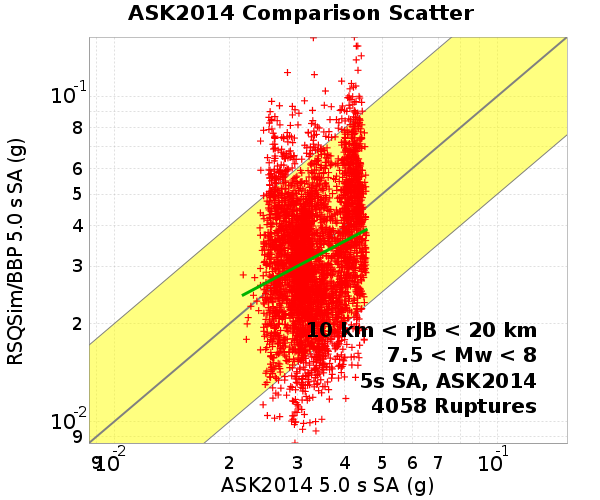 ASK2014 Comparison Scatter
RSQSim/BBP 5.0 s SA (g)
10⁻¹
8
6
5
4
3
2
10⁻²
9
10 km < rJB < 20 km
7.5 < Mw < 8
5s SA, ASK2014
4058 Ruptures
9 10⁻² 2 3 4 5 6 7 10⁻¹
ASK2014 5.0 s SA (g)